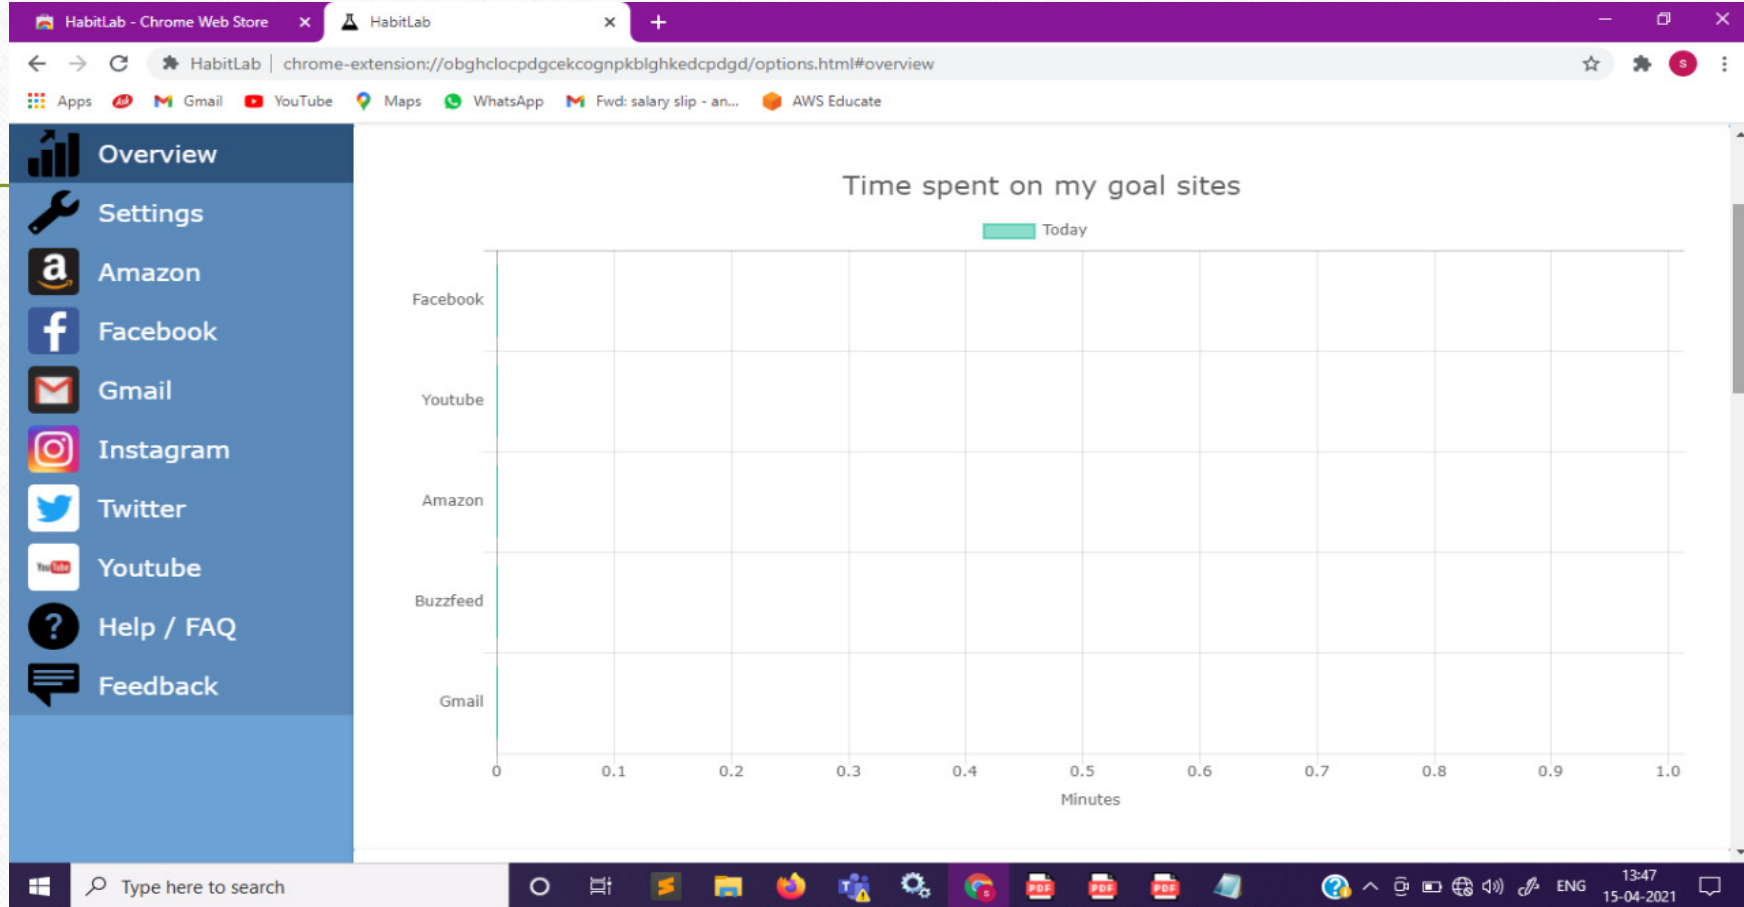 HabitLab - Chrome Web Store
HabitLab
HabitLab | chrome-extension://obghclocpdgcekcognpkblghkedcpdgd/options.html#overview
S
Apps Gmail YouTube Maps WhatsApp Fwd: salary slip - an... AWS Educate
Overview
Settings
Amazon
Facebook
Gmail
Instagram
Twitter
Youtube
Help / FAQ
Feedback
Time spent on my goal sites
Today
Facebook
Youtube
Amazon
Buzzfeed
Gmail
0 0.1 0.2 0.3 0.4 0.5 0.6 0.7 0.8 0.9 1.0
Minutes
Type here to search
PDF PDF PDF
ENG
13:47
15-04-2021